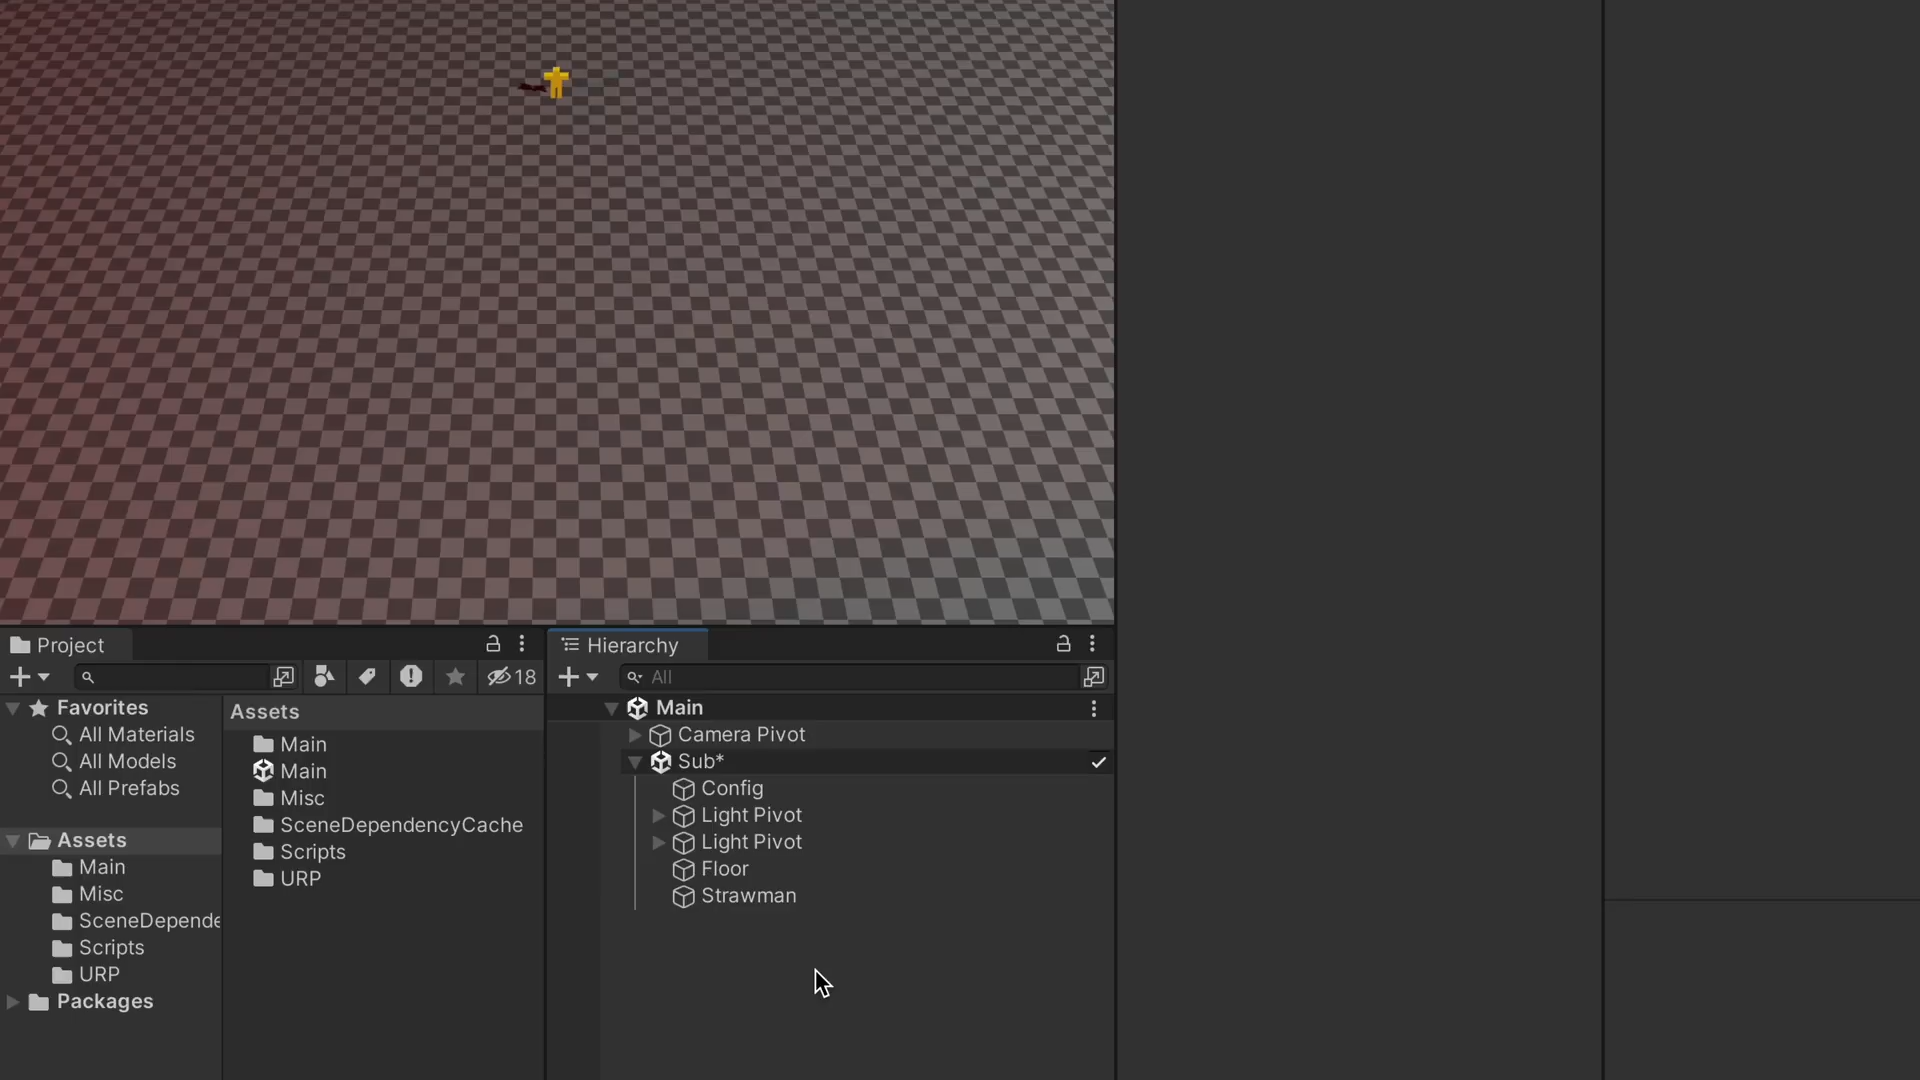 Project
18
Favorites
All Materials
All Models
All Prefabs
Assets
Main
Misc
SceneDepende
Scripts
URP
Packages
Assets
Main
Main
Misc
SceneDependencyCache
Scripts
URP
Hierarchy
All
Main
Camera Pivot
Sub*
Config
Light Pivot
Light Pivot
Floor
Strawman